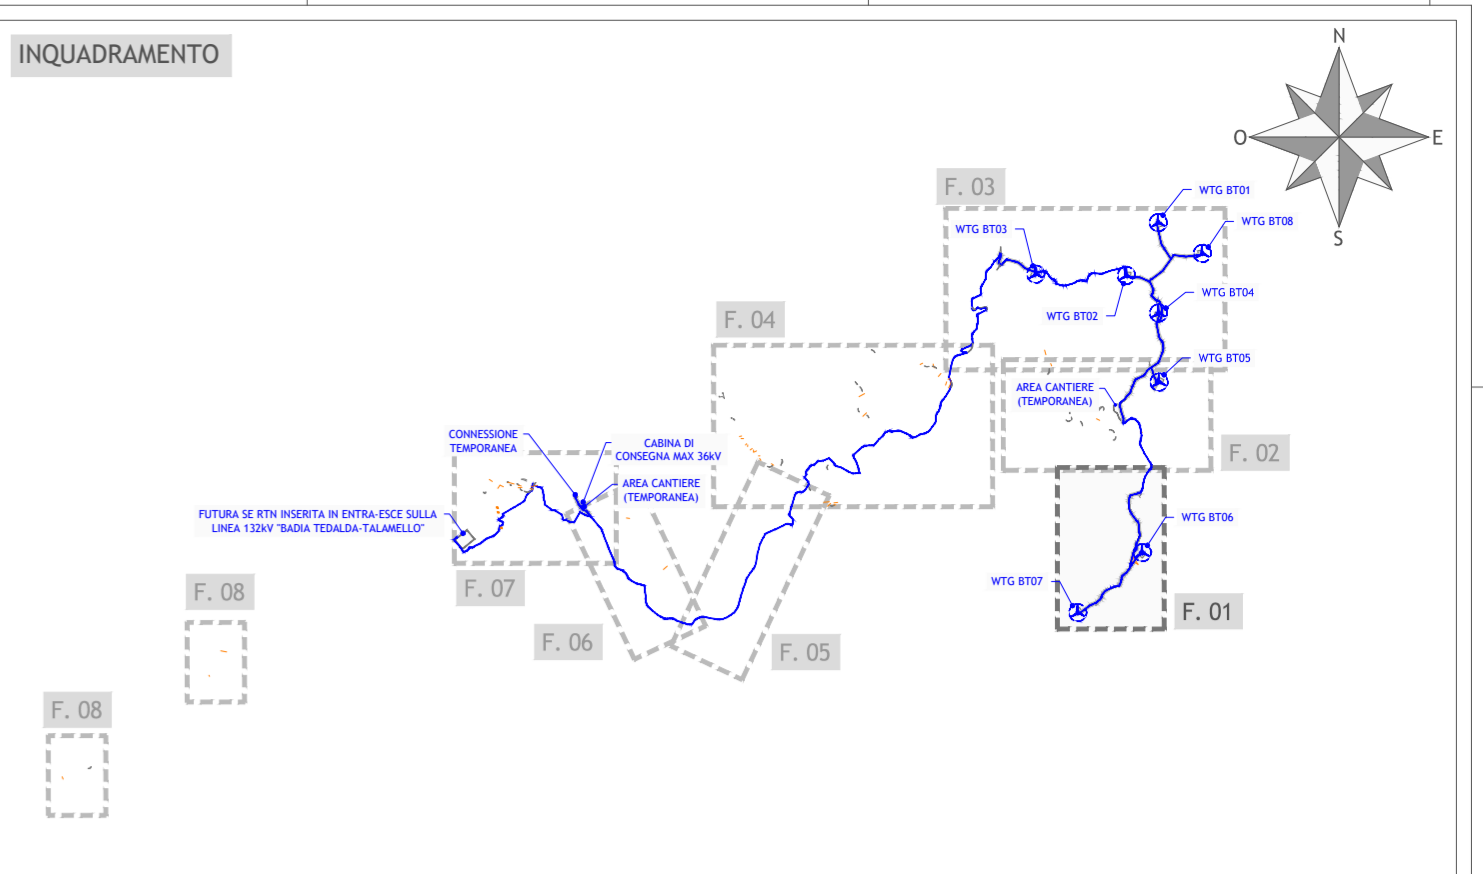 INQUADRAMENTO
N
O
E
S
F. 03
WTG BT01
WTG BT08
WTG BT03
WTG BT04
WTG BT02
F. 04
WTG BT05
AREA CANTIERE
(TEMPORANEA)
F. 02
CONNESSIONE
TEMPORANEA
CABINA DI
CONSEGNA MAX 36kV
AREA CANTIERE
(TEMPORANEA)
FUTURA SE RTN INSERITA IN ENTRA-ESCE SULLA
LINEA 132kV "BADIA TEDALDA-TALAMELLO"
WTG BT06
WTG BT07
F. 07
F. 08
F. 01
F. 06
F. 05
F. 08